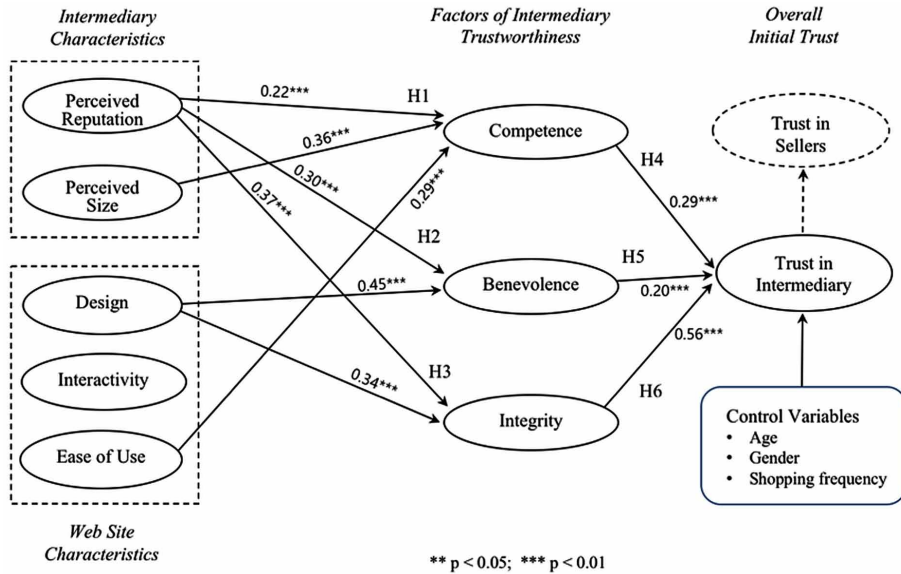 Intermediary
Characteristics
Factors of Intermediary
Trustworthiness
Overall
Initial Trust
Perceived
Reputation
Perceived
Size
0.22***
H1
0.36***
0.30***
0.37***
0.29***
H2
H3
Competence
H4
0.29***
Trust in
Sellers
Design
Interactivity
Ease of Use
0.45***
0.34***
Benevolence
H5
0.20***
Trust in
Intermediary
0.56***
H6
Integrity
Control Variables
• Age
• Gender
• Shopping frequency
Web Site
Characteristics
** p < 0.05; *** p < 0.01